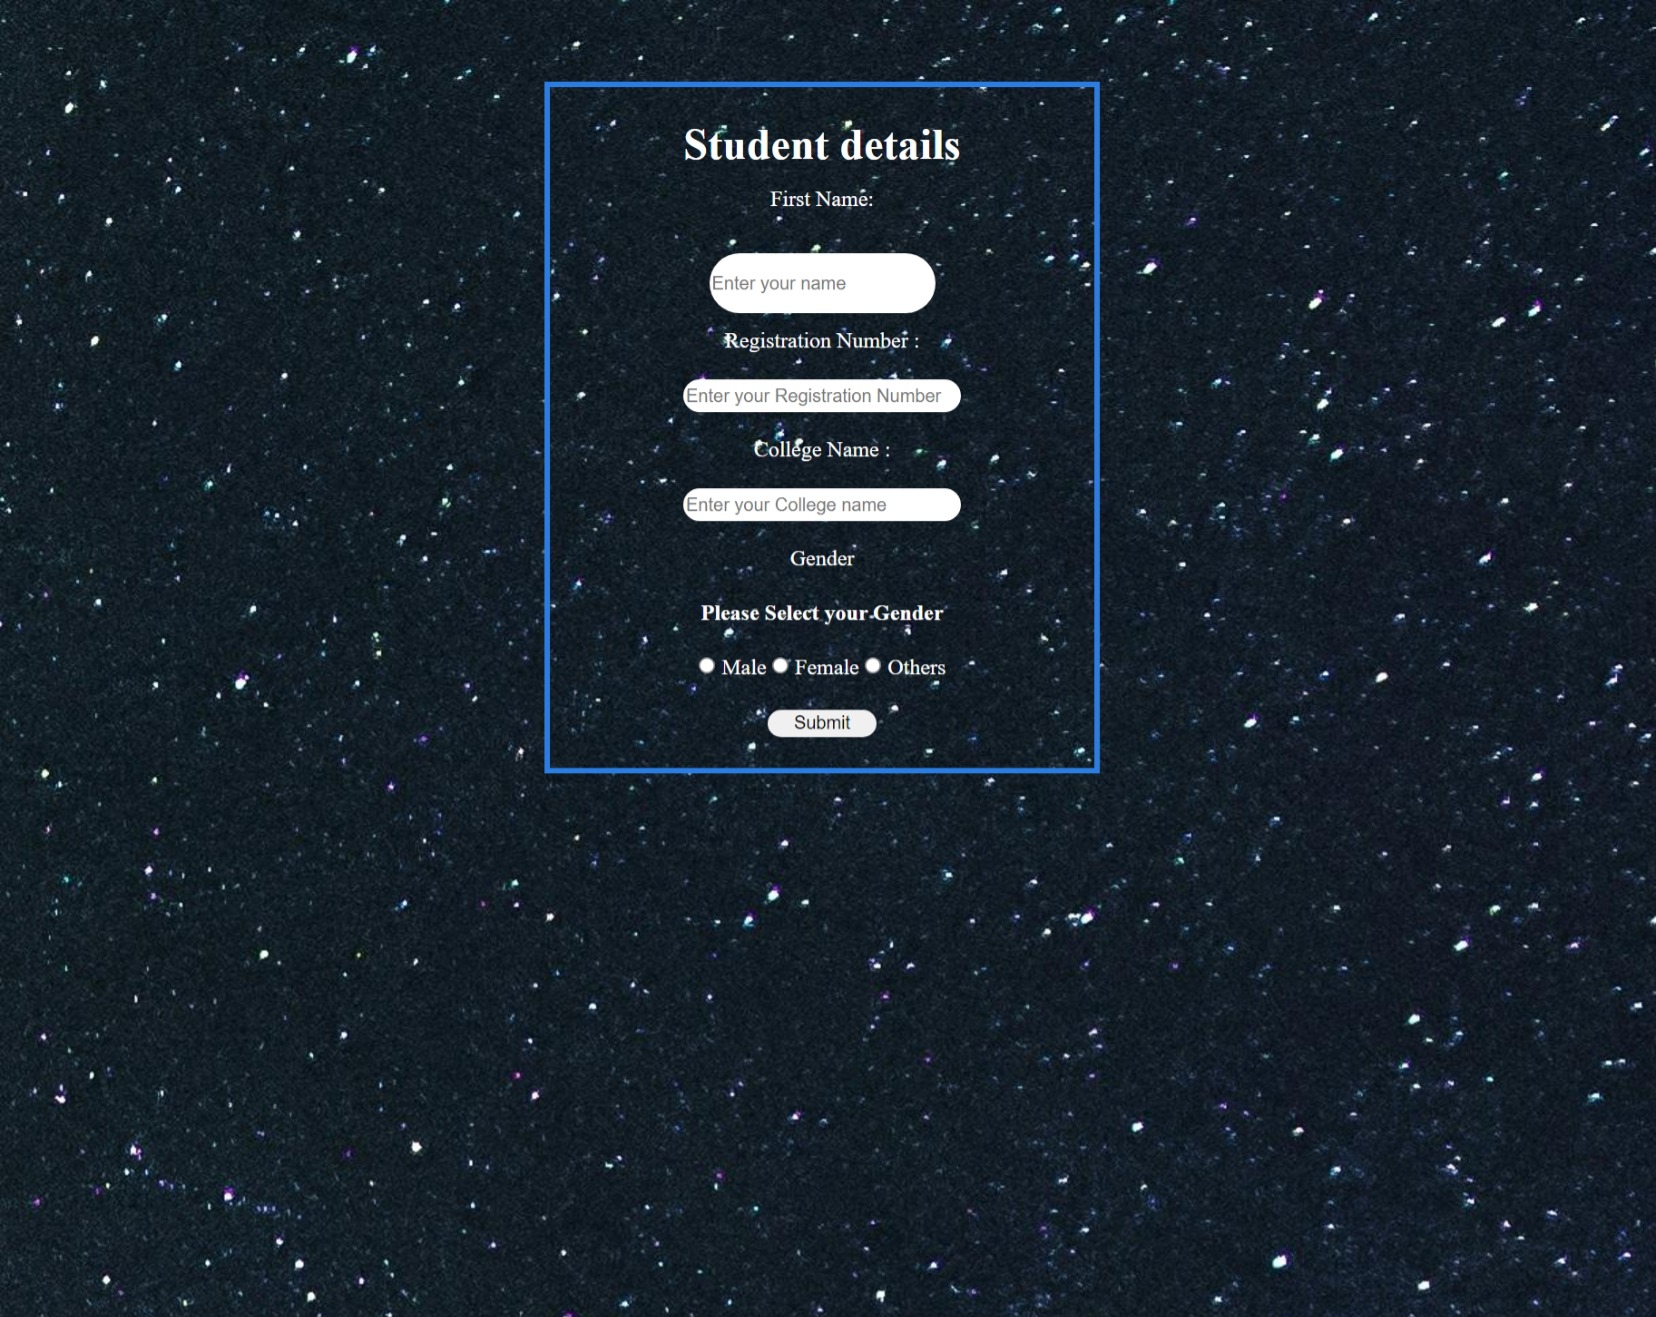 Student details
First Name:
Enter your name
Registration Number :
Enter your Registration Number
College Name :
Enter your College name
Gender
Please Select your Gender
Male Female Others
Submit